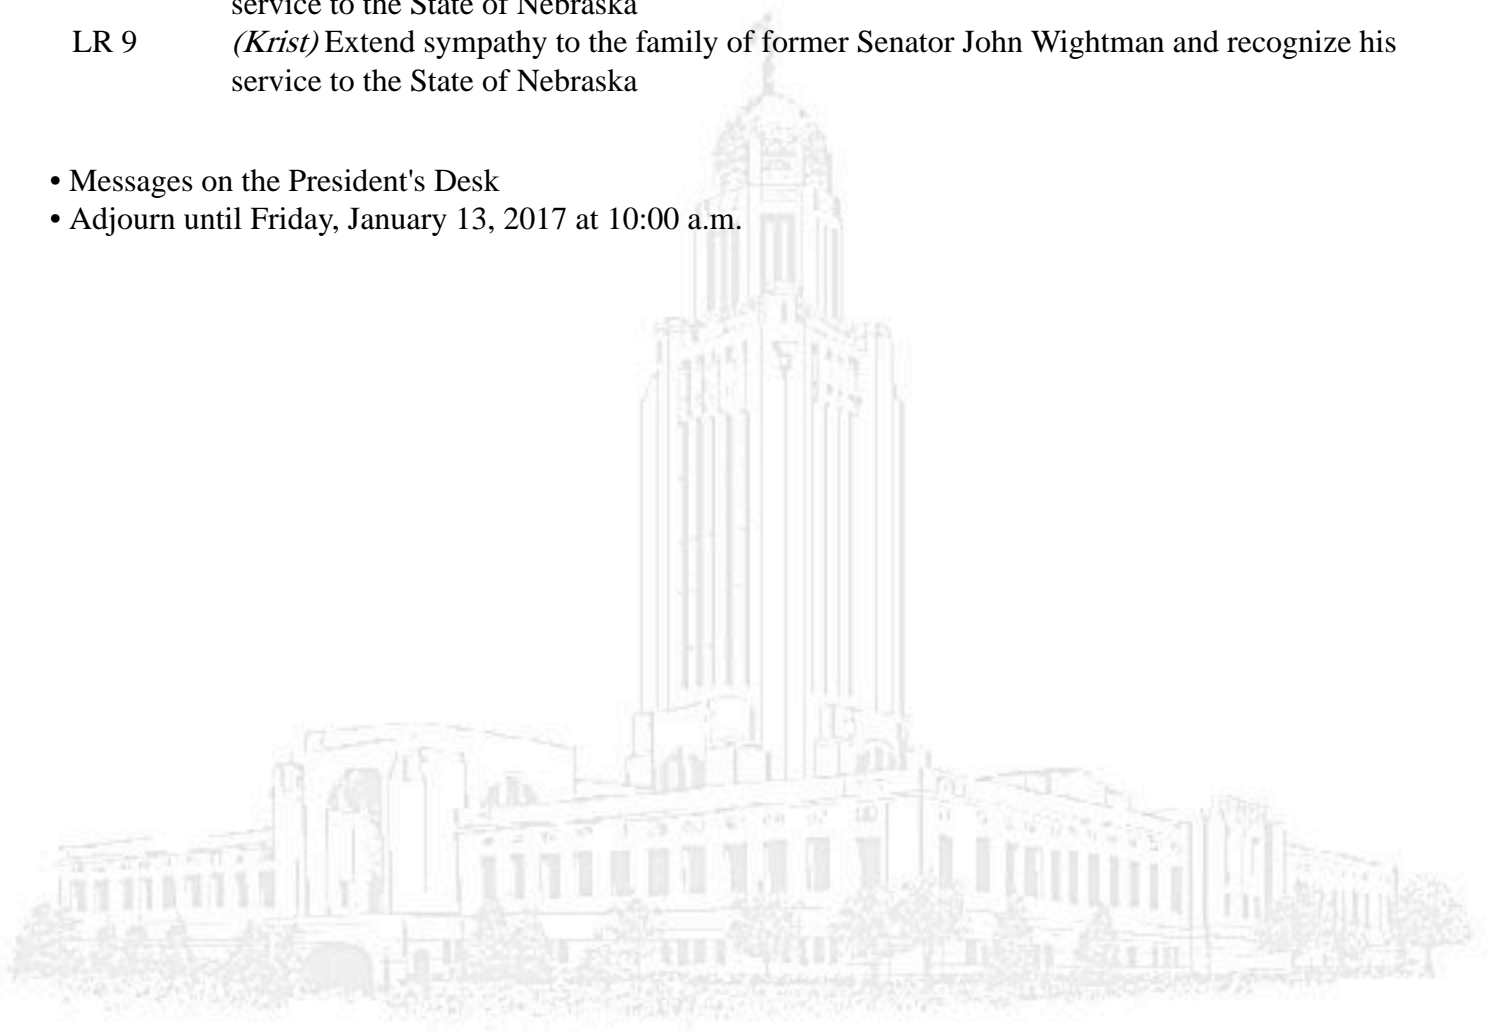 service to the State of Nebraska
LR 9 (Krist) Extend sympathy to the family of former Senator John Wightman and recognize his
service to the State of Nebraska
• Messages on the President's Desk
• Adjourn until Friday, January 13, 2017 at 10:00 a.m.